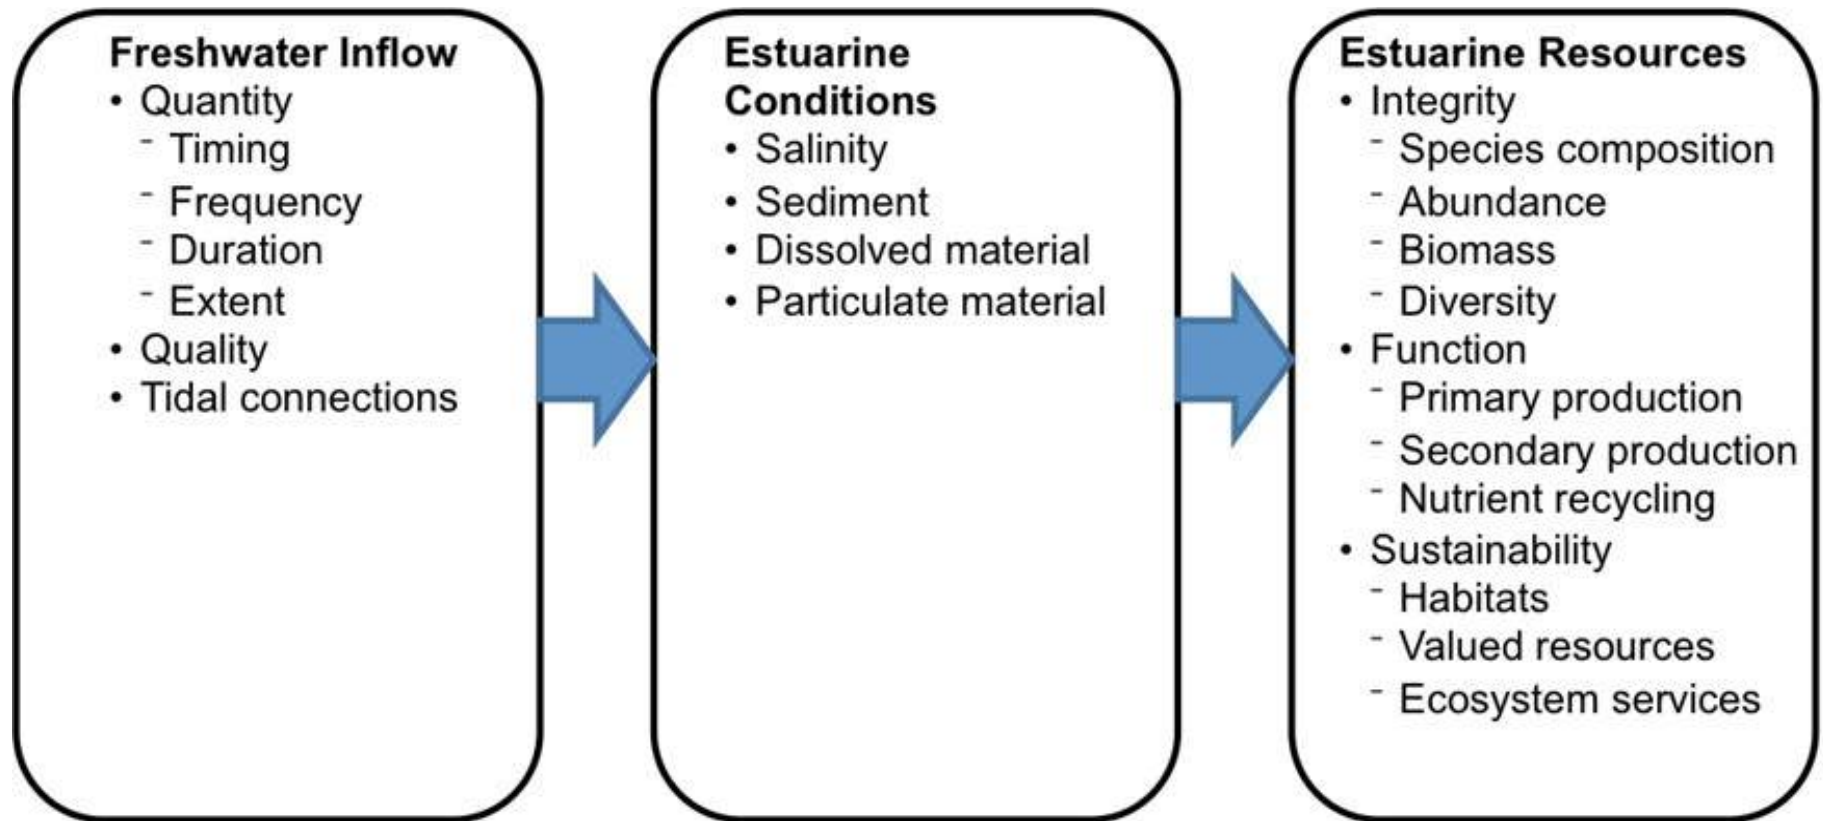 Freshwater Inflow
• Quantity
- Timing
- Frequency
- Duration
- Extent
• Quality
• Tidal connections
Estuarine
Conditions
• Salinity
• Sediment
• Dissolved material
• Particulate material
Estuarine Resources
• Integrity
- Species composition
- Abundance
- Biomass
- Diversity
• Function
- Primary production
- Secondary production
- Nutrient recycling
• Sustainability
- Habitats
- Valued resources
- Ecosystem services